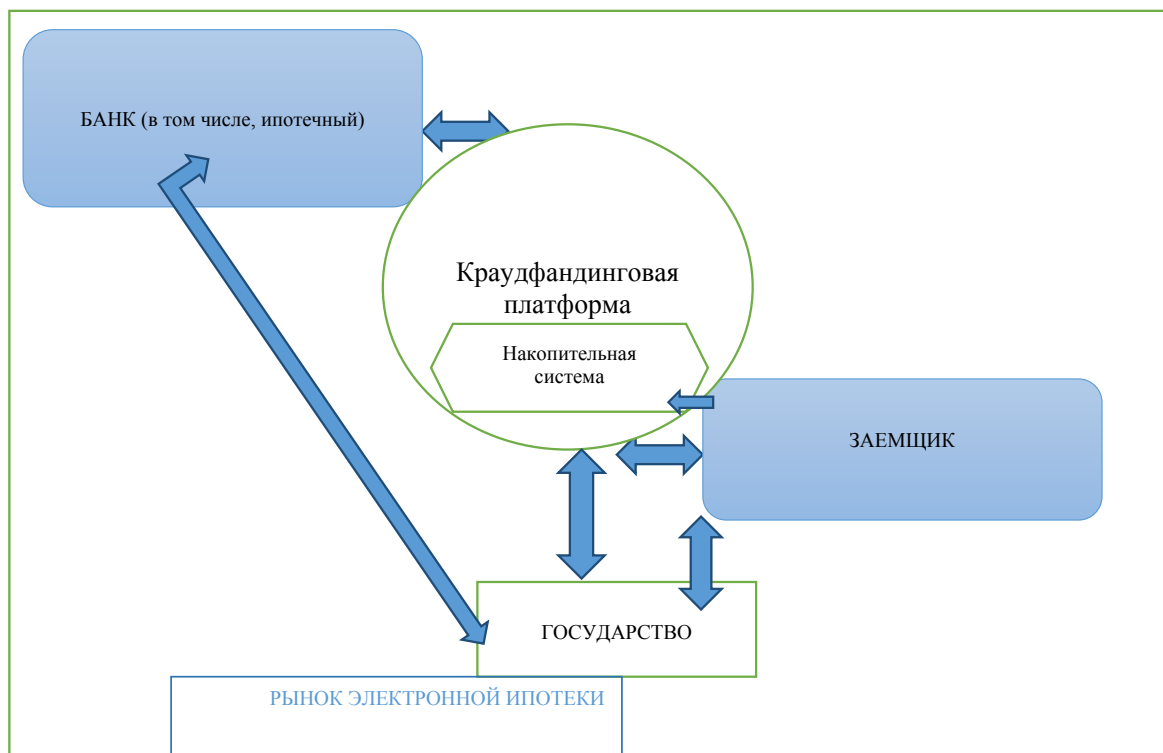 БАНК (в том числе, ипотечный)
Краудфандинговая
платформа
Накопительная
система
ЗАЕМЩИК
ГОСУДАРСТВО
РЫНОК ЭЛЕКТРОННОЙ ИПОТЕКИ